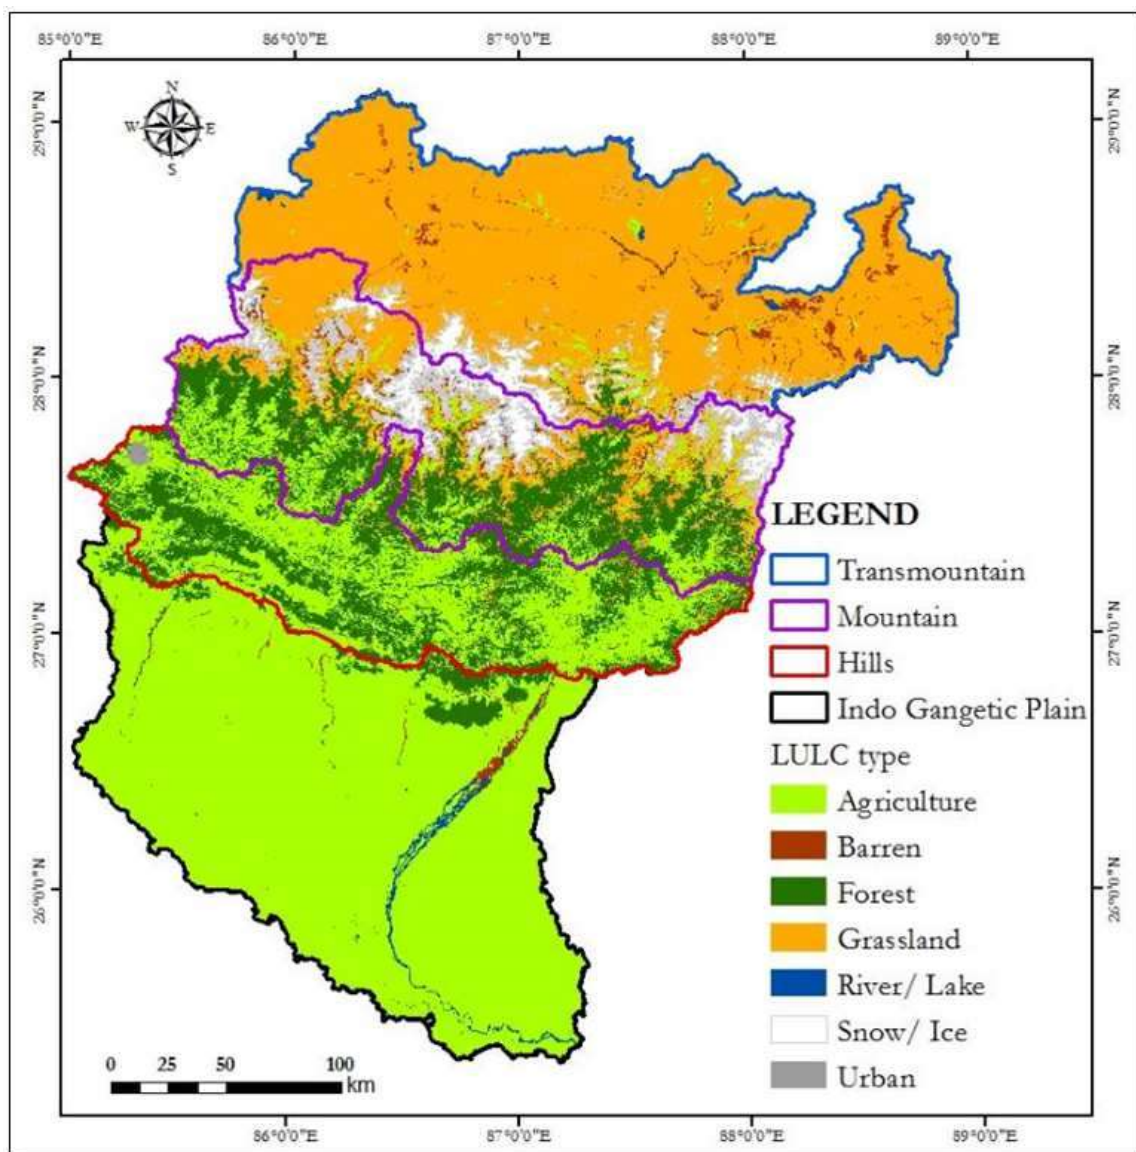 85°0'0"E 86°0'0"E 87°0'0"E 88°0'0"E 89°0'0"E
N
W E
S
29°0'0"N 29°0'0"N
28°0'0"N 28°0'0"N
27°0'0"N 27°0'0"N
26°0'0"N 26°0'0"N
LEGEND
Transmountain
Mountain
Hills
Indo Gangetic Plain
LULC type
Agriculture
Barren
Forest
Grassland
River/ Lake
Snow/ Ice
Urban
0 25 50 100
km
86°0'0"E 87°0'0"E 88°0'0"E 89°0'0"E